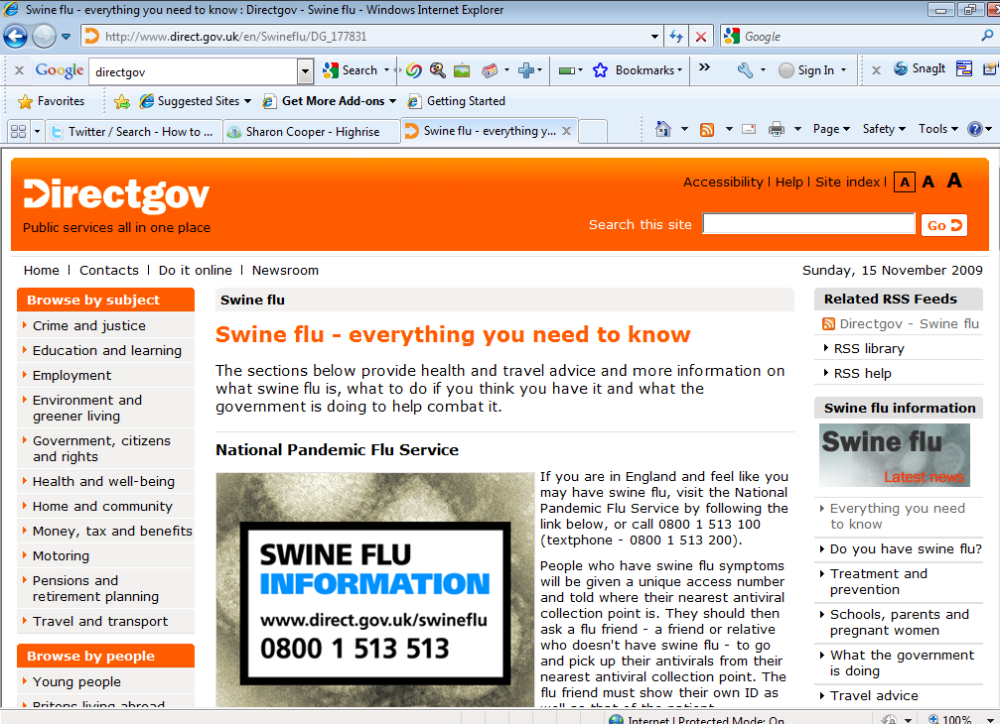 Swine flu - everything you need to know : Directgov - Swine flu - Windows Internet Explorer
http://www.direct.gov.uk/en/Swineflu/DG_177831
Google
x Google directgov Search Bookmarks Sign In x SnagIt
Favorites Suggested Sites Get More Add-ons Getting Started
Twitter / Search - How to ... Sharon Cooper - Highrise Swine flu - everything y... x Page Safety Tools
Accessibility | Help | Site index | A A A
Directgov
Public services all in one place
Search this site Go
Home | Contacts | Do it online | Newsroom
Sunday, 15 November 2009
Browse by subject
Crime and justice
Education and learning
Employment
Environment and
greener living
Government, citizens
and rights
Health and well-being
Home and community
Money, tax and benefits
Motoring
Pensions and
retirement planning
Travel and transport
Browse by people
Young people
Britons living abroad
Swine flu
Swine flu - everything you need to know
The sections below provide health and travel advice and more information on
what swine flu is, what to do if you think you have it and what the
government is doing to help combat it.
National Pandemic Flu Service
SWINE FLU
INFORMATION
www.direct.gov.uk/swineflu
0800 1 513 513
If you are in England and feel like you
may have swine flu, visit the National
Pandemic Flu Service by following the
link below, or call 0800 1 513 100
(textphone - 0800 1 513 200).
People who have swine flu symptoms
will be given a unique access number
and told where their nearest antiviral
collection point is. They should then
ask a flu friend - a friend or relative
who doesn't have swine flu - to go
and pick up their antivirals from their
nearest antiviral collection point. The
flu friend must show their own ID as
well as that of the patient.
Related RSS Feeds
Directgov - Swine flu
RSS library
RSS help
Swine flu information
Swine flu
Latest news
Everything you need
to know
Do you have swine flu?
Treatment and
prevention
Schools, parents and
pregnant women
What the government
is doing
Travel advice
Internet | Protected Mode: On
100%